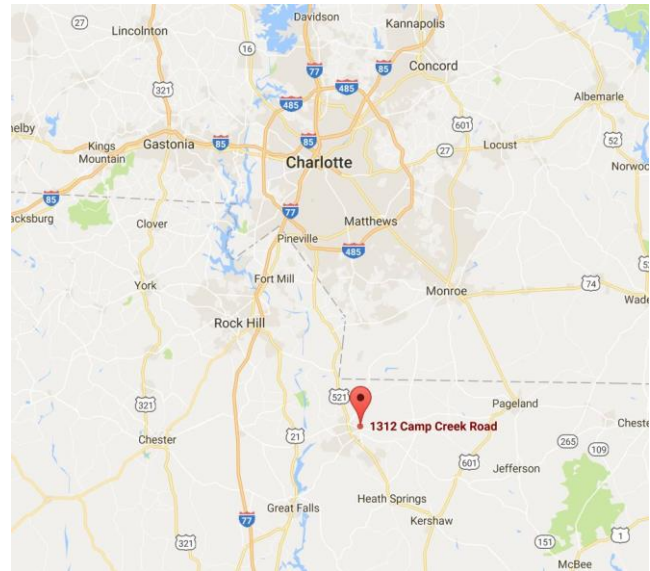 27
Davidson
Kannapolis
Lincolnton
16
77
85
Concord
321
485
485
Albemarle
601
85
52
Kings
Mountain
Gastonia
85
27
Locust
Charlotte
Norwo
85
77
Matthews
Clover
Pineville
485
Fort Mill
York
Monroe
74
Wade
Rock Hill
521
Pageland
321
1312 Camp Creek Road
Chester
21
265
109
601
Jefferson
Heath Springs
Great Falls
77
Kershaw
321
151
1
McBee